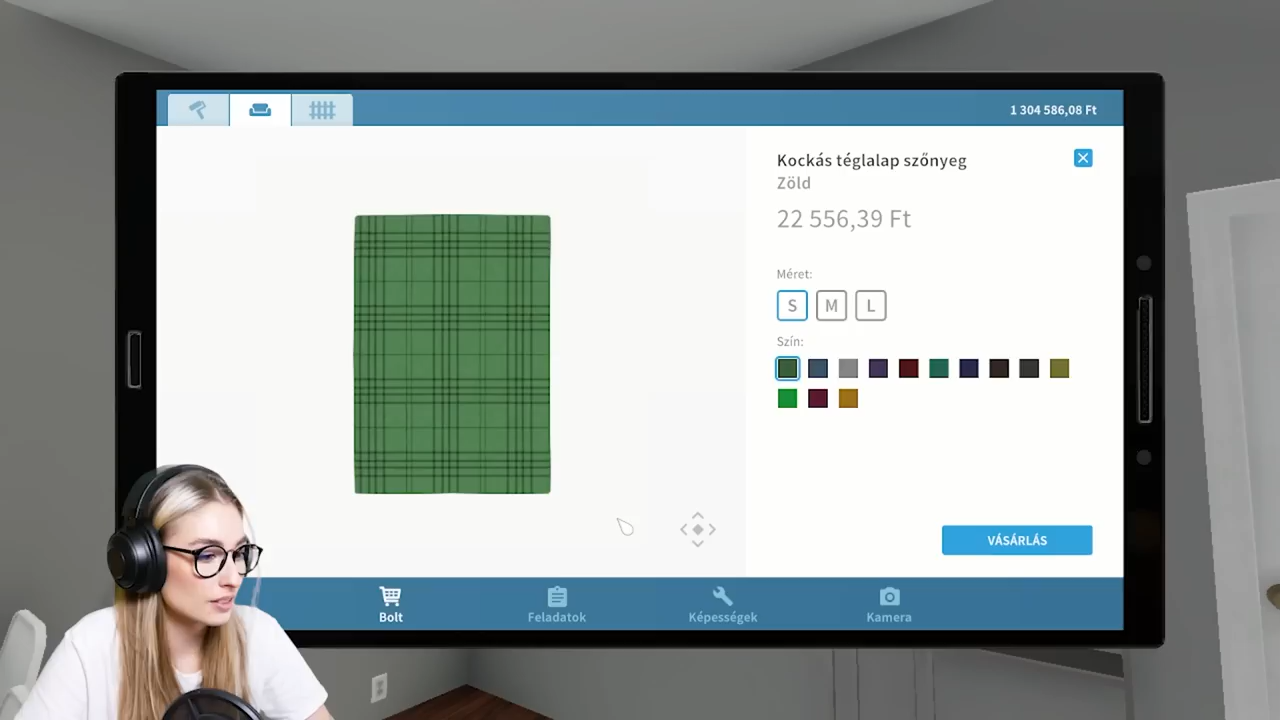 1 304 586,08 Ft
Kockás téglalap szőnyeg
Zöld
22 556,39 Ft
Méret:
S M L
Szín:
VÁSÁRLÁS
Bolt Feladatok Képességek Kamera